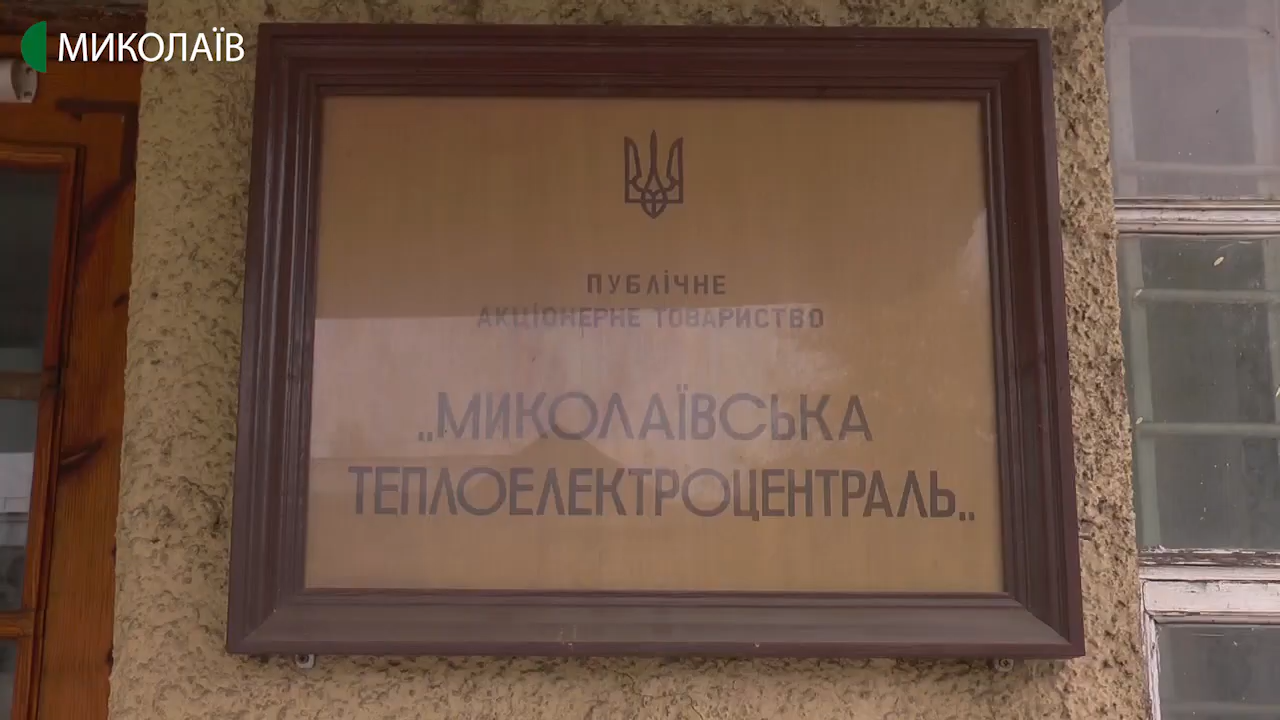 МИКОЛАЇВ
ПУБЛІЧНЕ
АКЦІОНЕРНЕ ТОВАРИСТВО
„МИКОЛАЇВСЬКА
ТЕПЛОЕЛЕКТРОЦЕНТРАЛЬ„